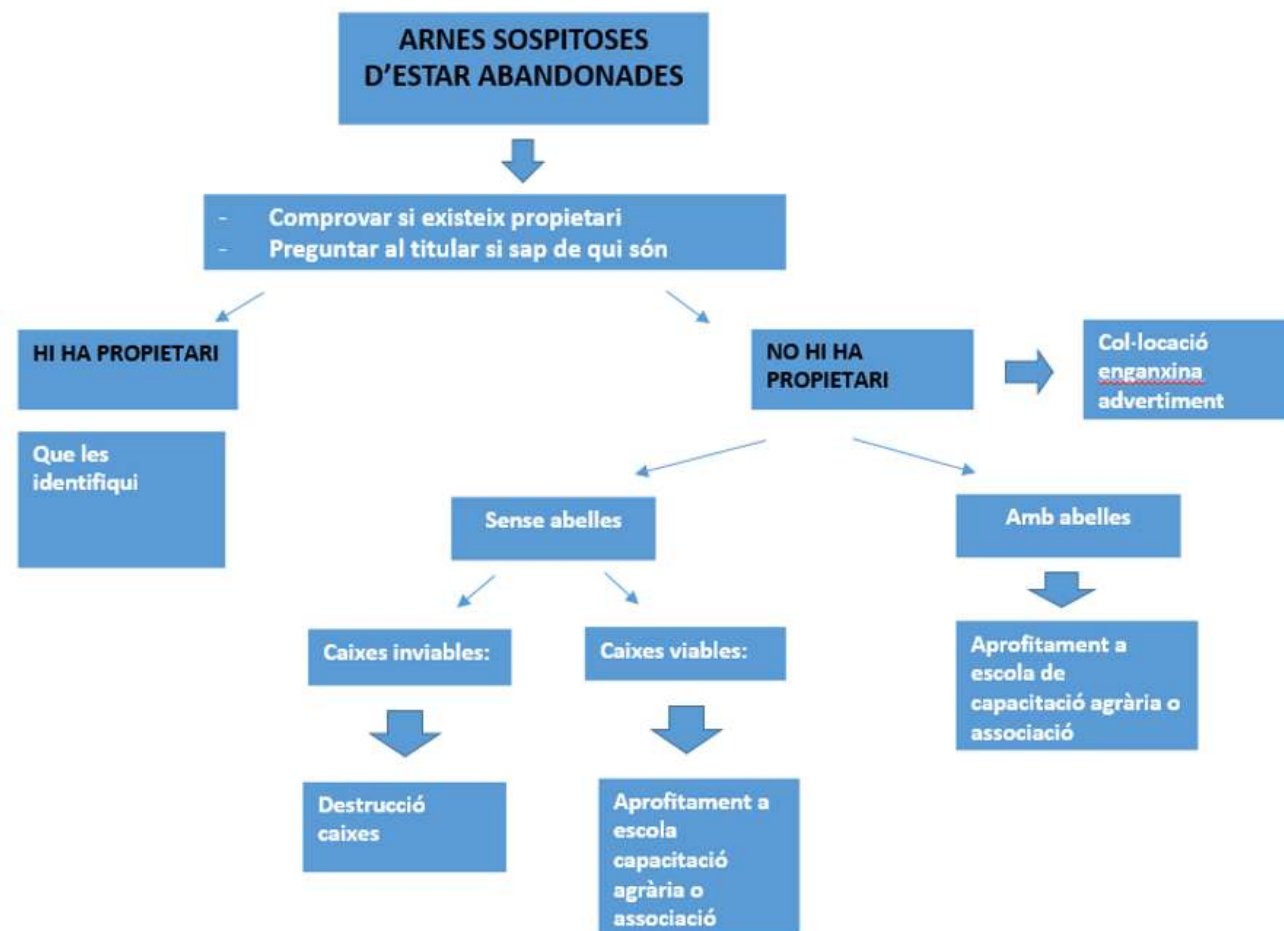 ARNES SOSPITOSES
D'ESTAR ABANDONADES
- Comprovar si existeix propietari
- Preguntar al titular si sap de qui són
HI HA PROPIETARI
NO HI HA
PROPIETARI
Col·locació
enganxina
advertiment
Que les
identifiqui
Sense abelles
Amb abelles
Caixes inviables:
Caixes viables:
Aprofitament a
escola de
capacitació agrària o
associació
Destrucció
caixes
Aprofitament a
escola
capacitació
agrària o
associació